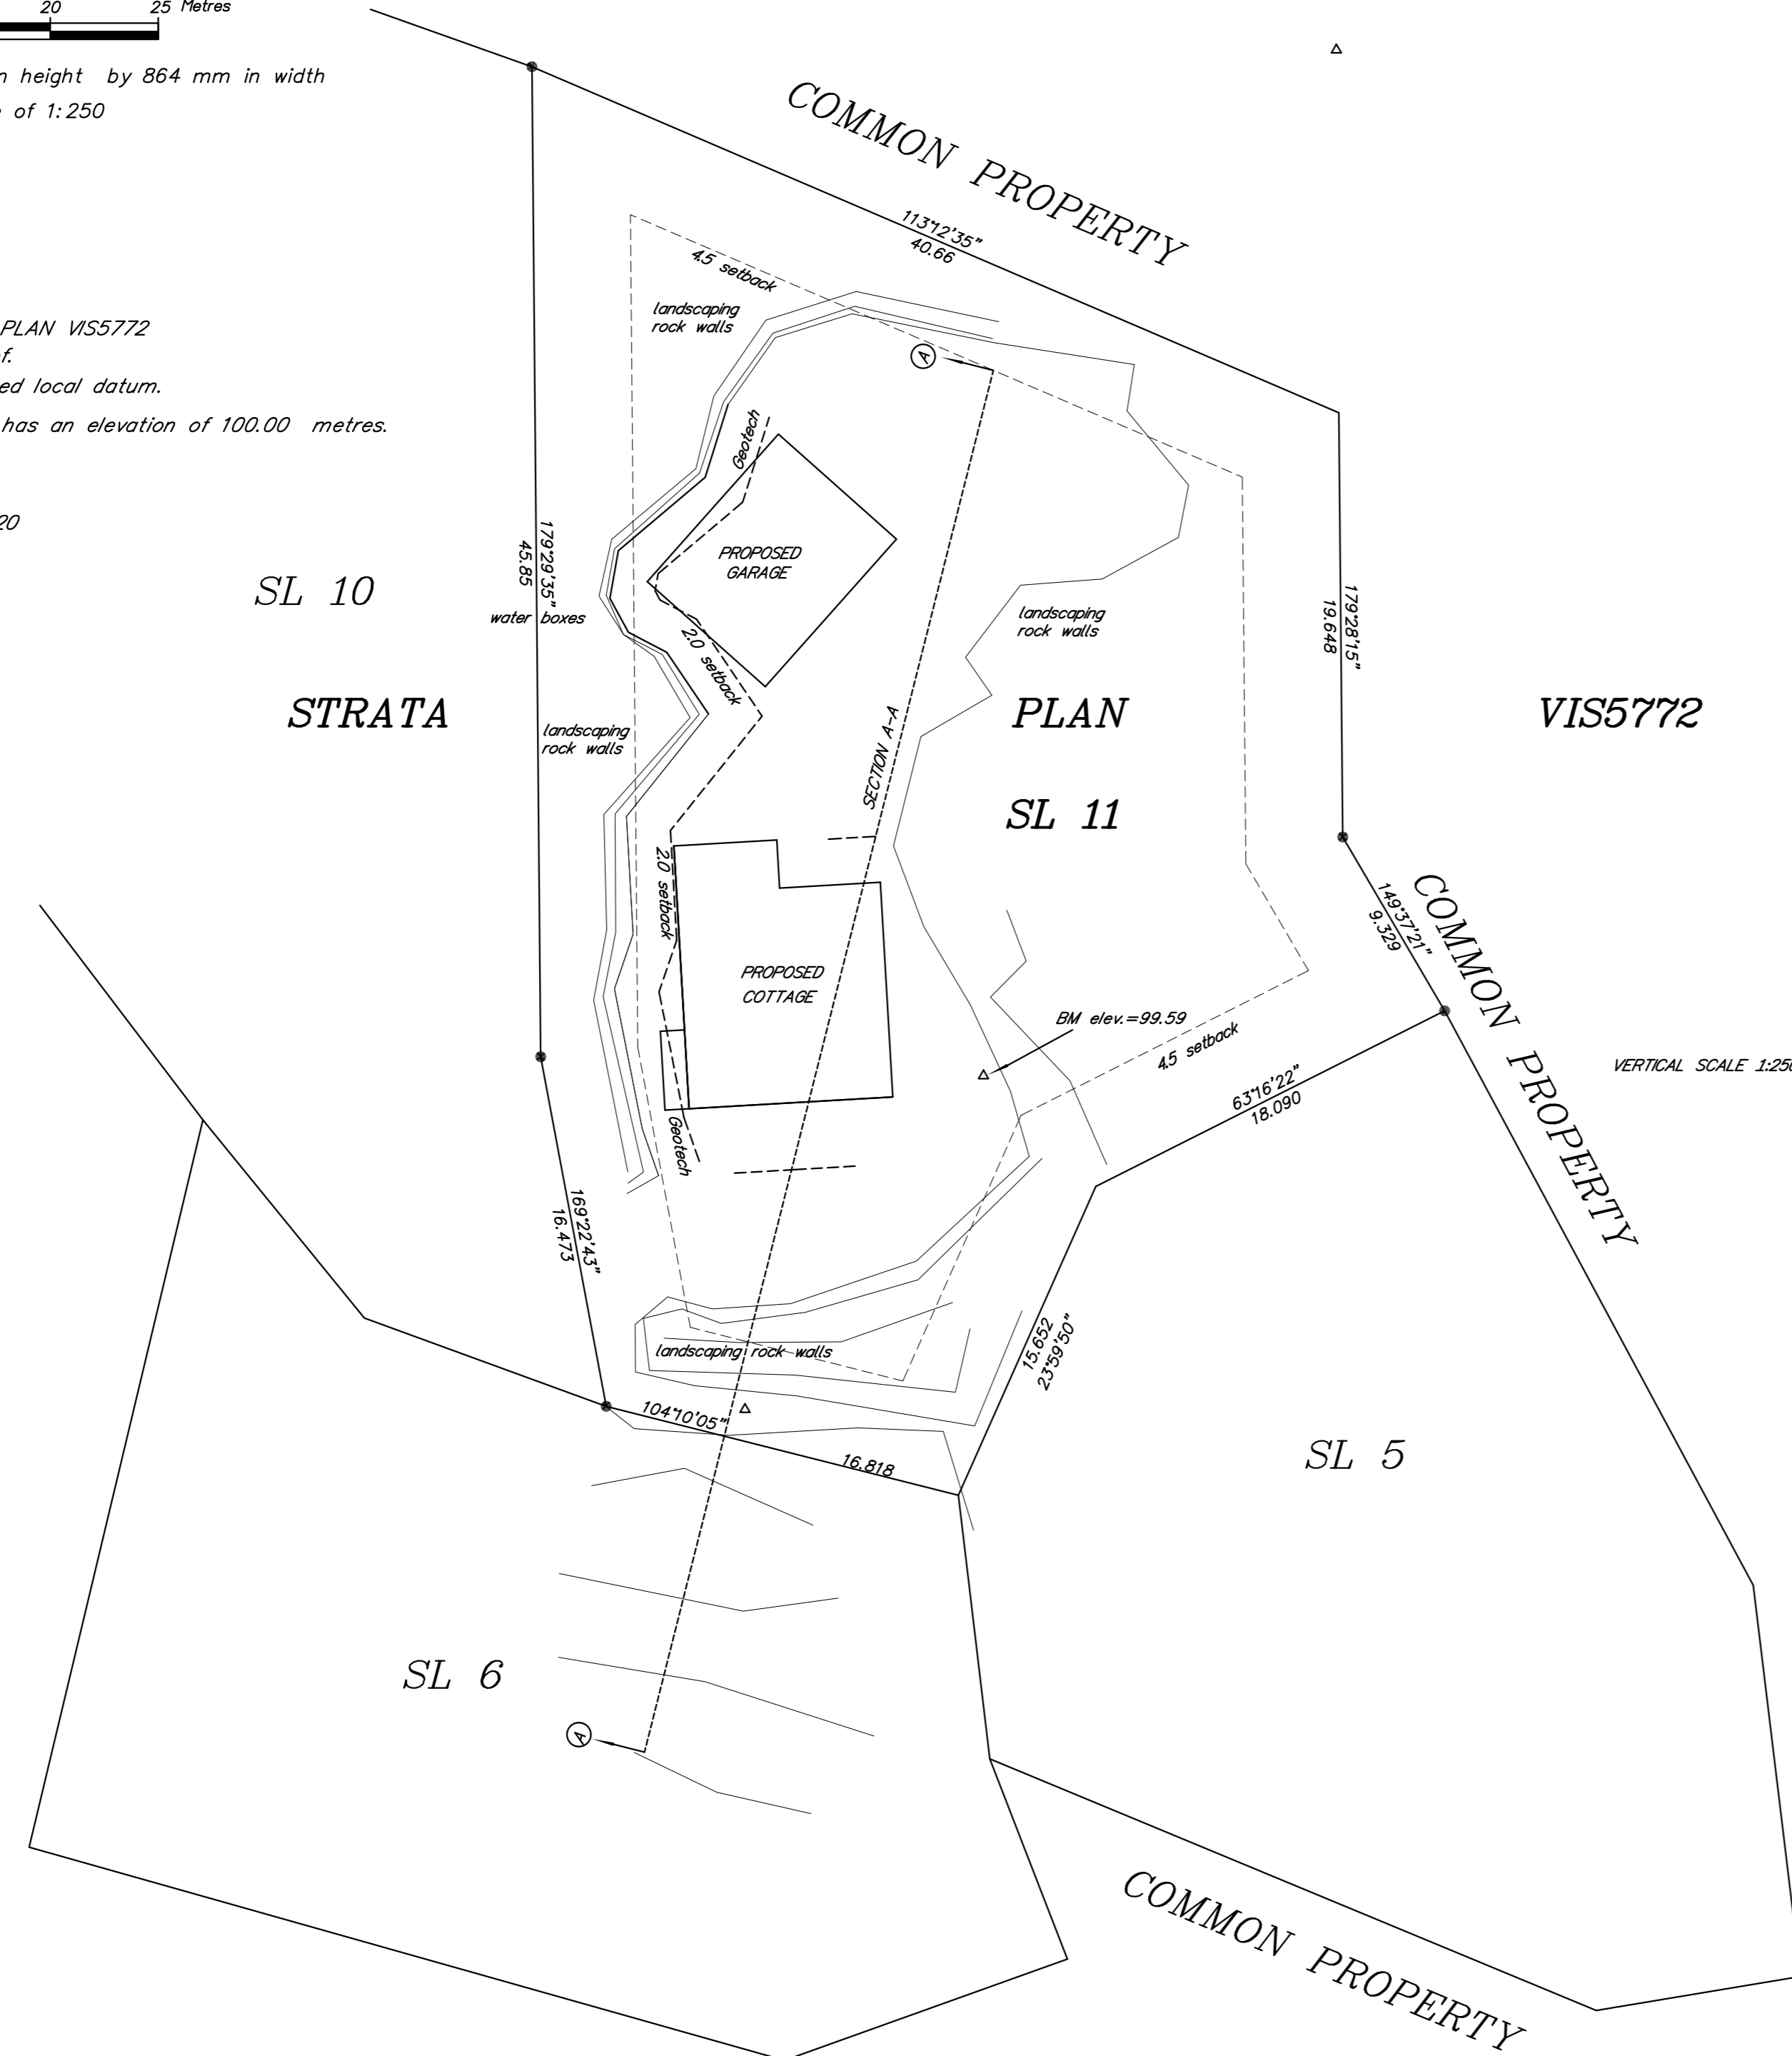 20 25 Metres
n height by 864 mm in width
of 1:250
COMMON PROPERTY
113°12'35"
40.66
4.5 setback
landscaping
rock walls
PLAN VIS5772
ed local datum.
has an elevation of 100.00 metres.
20
A
Geotech
PROPOSED
GARAGE
179°29'35"
45.85
SL 10
water boxes
2.0 setback
landscaping
rock walls
179°28'15"
19.648
STRATA
landscaping
rock walls
SECTION A-A
PLAN
VIS5772
SL 11
2.0 setback
149°37'21"
9.329
COMMON PROPERTY
PROPOSED
COTTAGE
BM elev.=99.59
4.5 setback
VERTICAL SCALE 1:250
63°16'22"
18.090
Geotech
169°22'43"
16.473
landscaping rock walls
15.652
23°59'50"
104°10'05"
16.818
SL 5
SL 6
A
COMMON PROPERTY